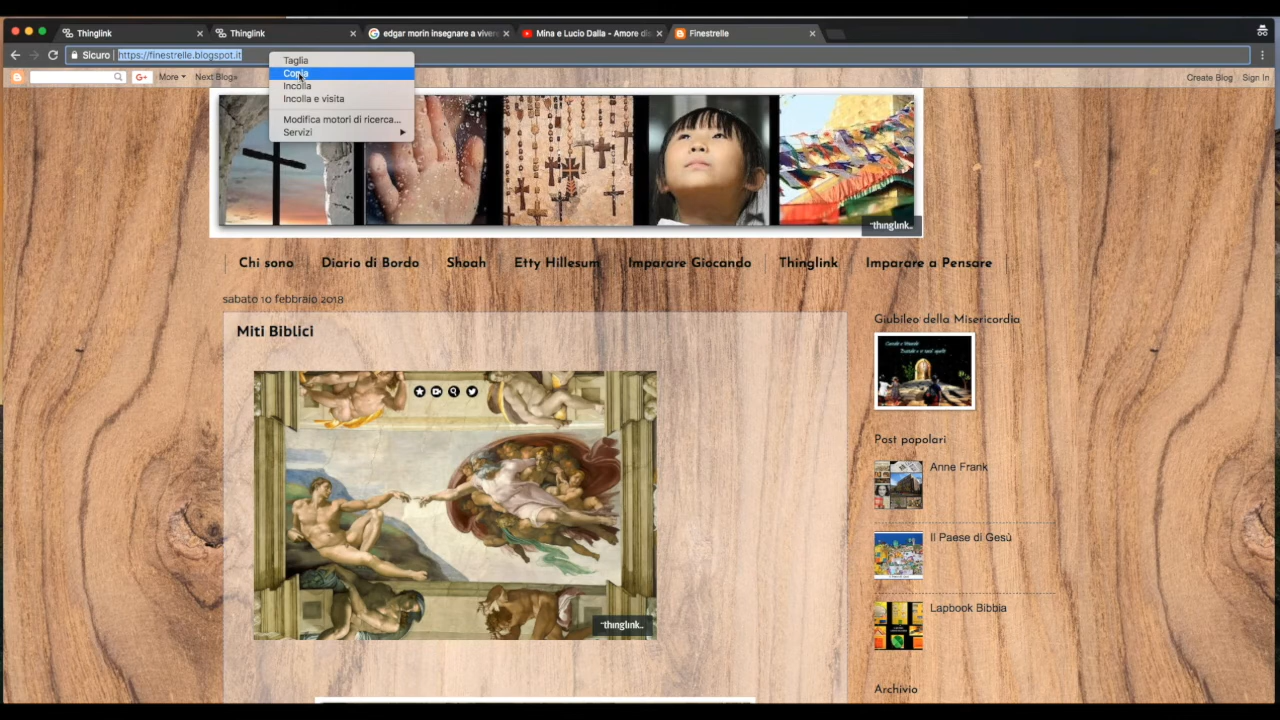 Thinglink
Thinglink
edgar morin insegnare a vivere
Mina e Lucio Dalla - Amore di
Finestrelle
Sicuro
https://finestrelle.blogspot.it
Taglia
Copia
Incolla
Incolla e visita
Modifica motori di ricerca...
Servizi
G+
More
Next Blog»
Create Blog
Sign In
thinglink..
Chi sono
Diario di Bordo
Shoah
Etty Hillesum
Imparare Giocando
Thinglink
Imparare a Pensare
sabato 10 febbraio 2018
Miti Biblici
thinglink..
Giubileo della Misericordia
Post popolari
Anne Frank
Il Paese di Gesù
Lapbook Bibbia
Archivio